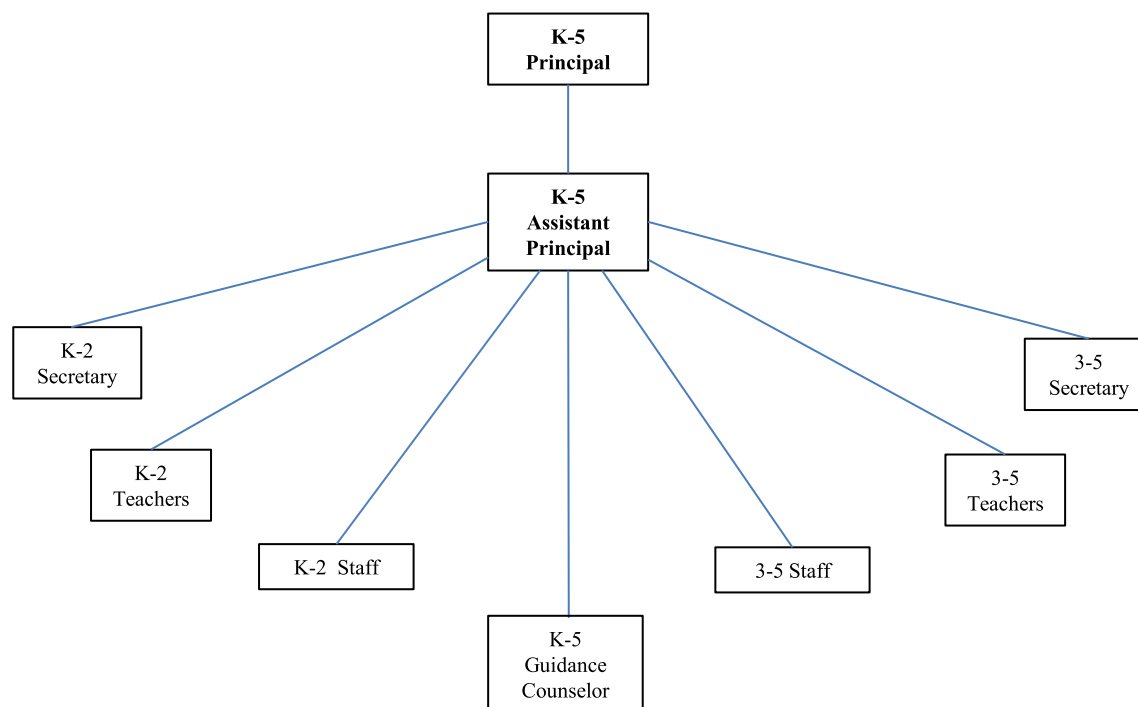 K-5
Principal
K-5
Assistant
Principal
K-2
Secretary
3-5
Secretary
K-2
Teachers
3-5
Teachers
K-2  Staff
3-5 Staff
K-5
Guidance
Counselor